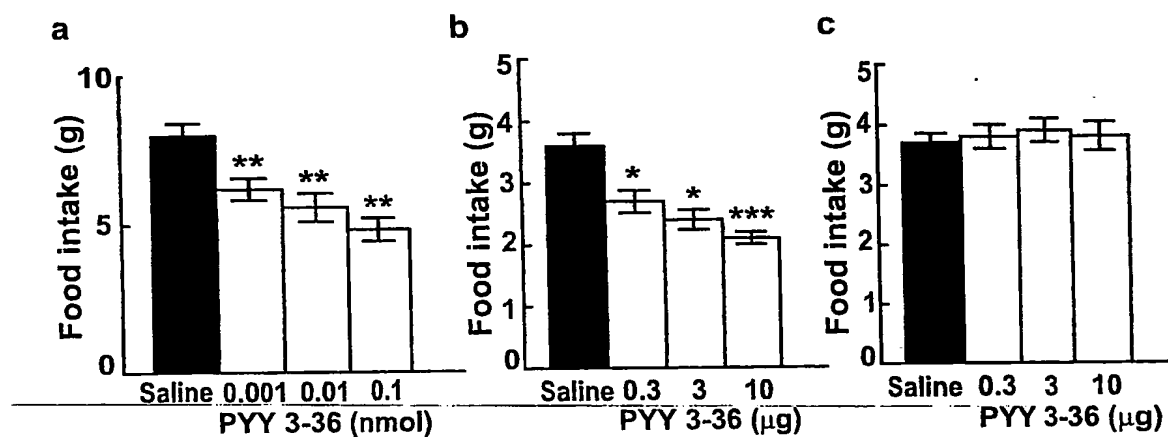 a
Food intake (g)
10
5
0
**
**
**
Saline 0.001 0.01 0.1
PYY 3-36 (nmol)
b
Food intake (g)
5
4
3
2
1
0
*
*
***
Saline 0.3 3 10
PYY 3-36 (μg)
c
Food intake (g)
5
4
3
2
1
0
Saline 0.3 3 10
PYY 3-36 (μg)